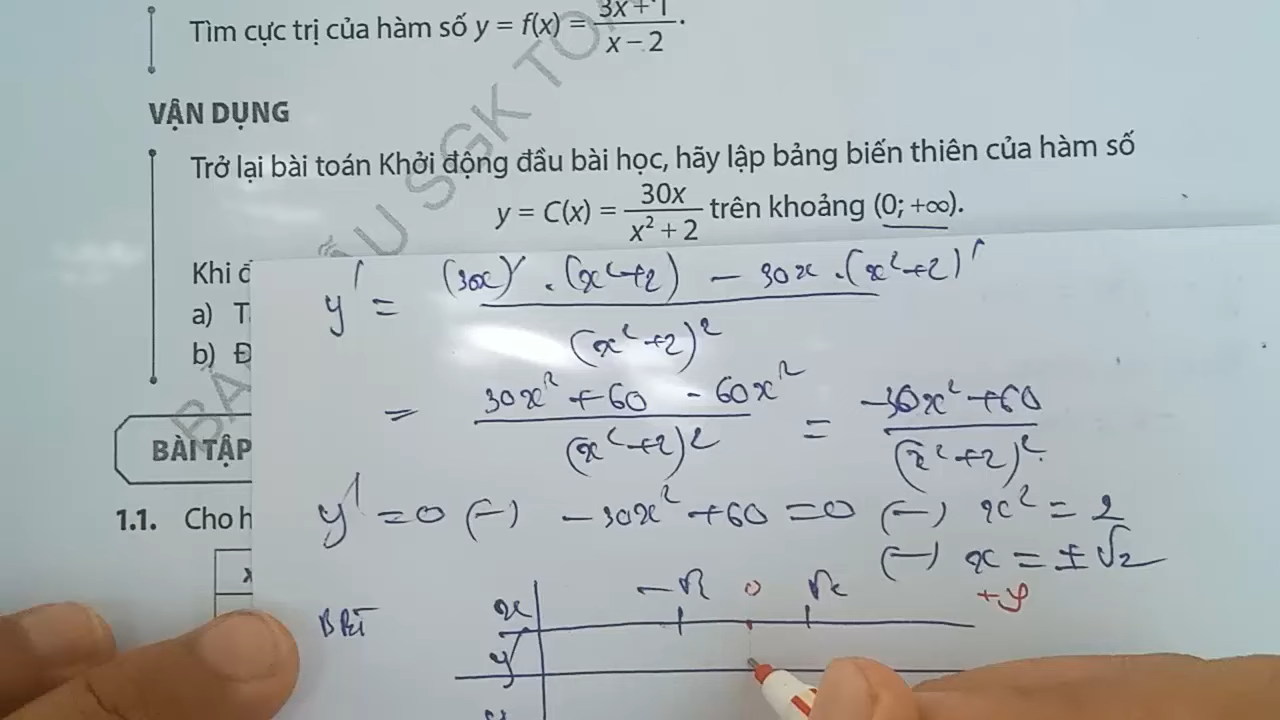 Tìm cực trị của hàm số y = f(x) = (3x + 1)/(x − 2).
VẬN DỤNG
Trở lại bài toán Khởi động đầu bài học, hãy lập bảng biến thiên của hàm số
y = C(x) = 30x/(x² + 2) trên khoảng (0; +∞).
Khi
a)
b)
y' = ((30x)' . (x²+2) − 30x . (x²+2)')/(x²+2)²
= (30x² + 60 - 60x²)/(x²+2)² = (−30x² + 60)/(x²+2)²
y' = 0 (−) −30x² + 60 = 0 (−) x² = 2
(−) x = ±√2
BÀI TẬP
1.1. Cho h
x
BBT x −√2 0 √2 +∞
y'
y